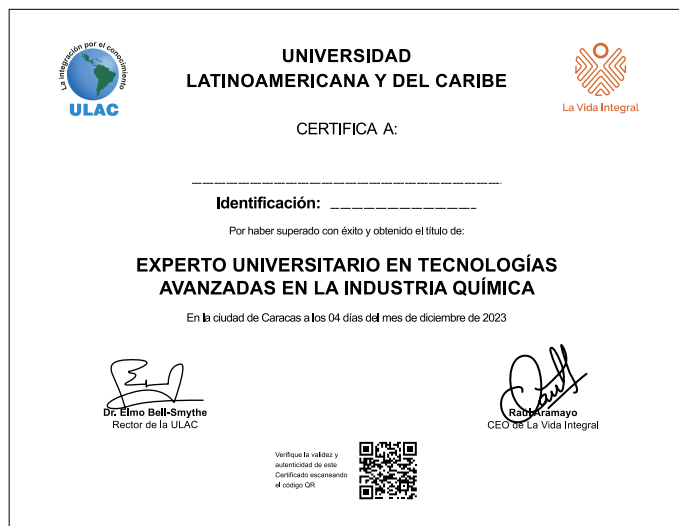 La integración por el conocimiento
ULAC
UNIVERSIDAD
LATINOAMERICANA Y DEL CARIBE
La Vida Integral
CERTIFICA A:
Identificación:
Por haber superado con éxito y obtenido el título de:
EXPERTO UNIVERSITARIO EN TECNOLOGÍAS
AVANZADAS EN LA INDUSTRIA QUÍMICA
En la ciudad de Caracas a los 04 días del mes de diciembre de 2023
Dr. Elmo Bell-Smythe
Rector de la ULAC
Raúl Aramayo
CEO de La Vida Integral
Verifique la validez y
autenticidad de este
Certificado escaneando
el código QR